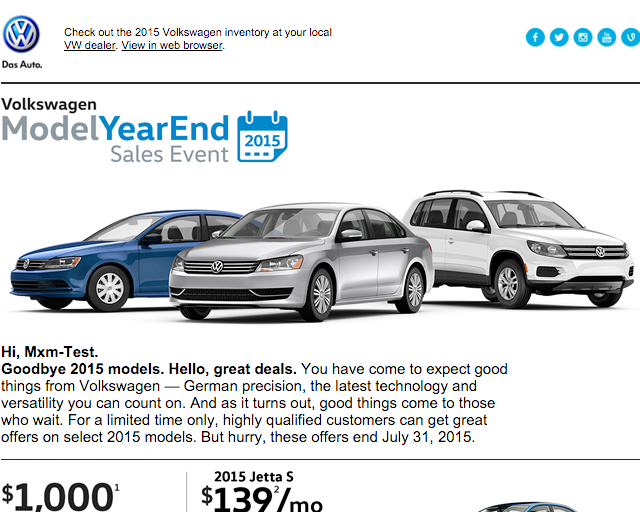 Check out the 2015 Volkswagen inventory at your local
VW dealer. View in web browser.
Das Auto.
Volkswagen
ModelYearEnd
Sales Event
2015
Hi, Mxm-Test.
Goodbye 2015 models. Hello, great deals. You have come to expect good
things from Volkswagen — German precision, the latest technology and
versatility you can count on. And as it turns out, good things come to those
who wait. For a limited time only, highly qualified customers can get great
offers on select 2015 models. But hurry, these offers end July 31, 2015.
$1,000¹
2015 Jetta S
$139²/mo